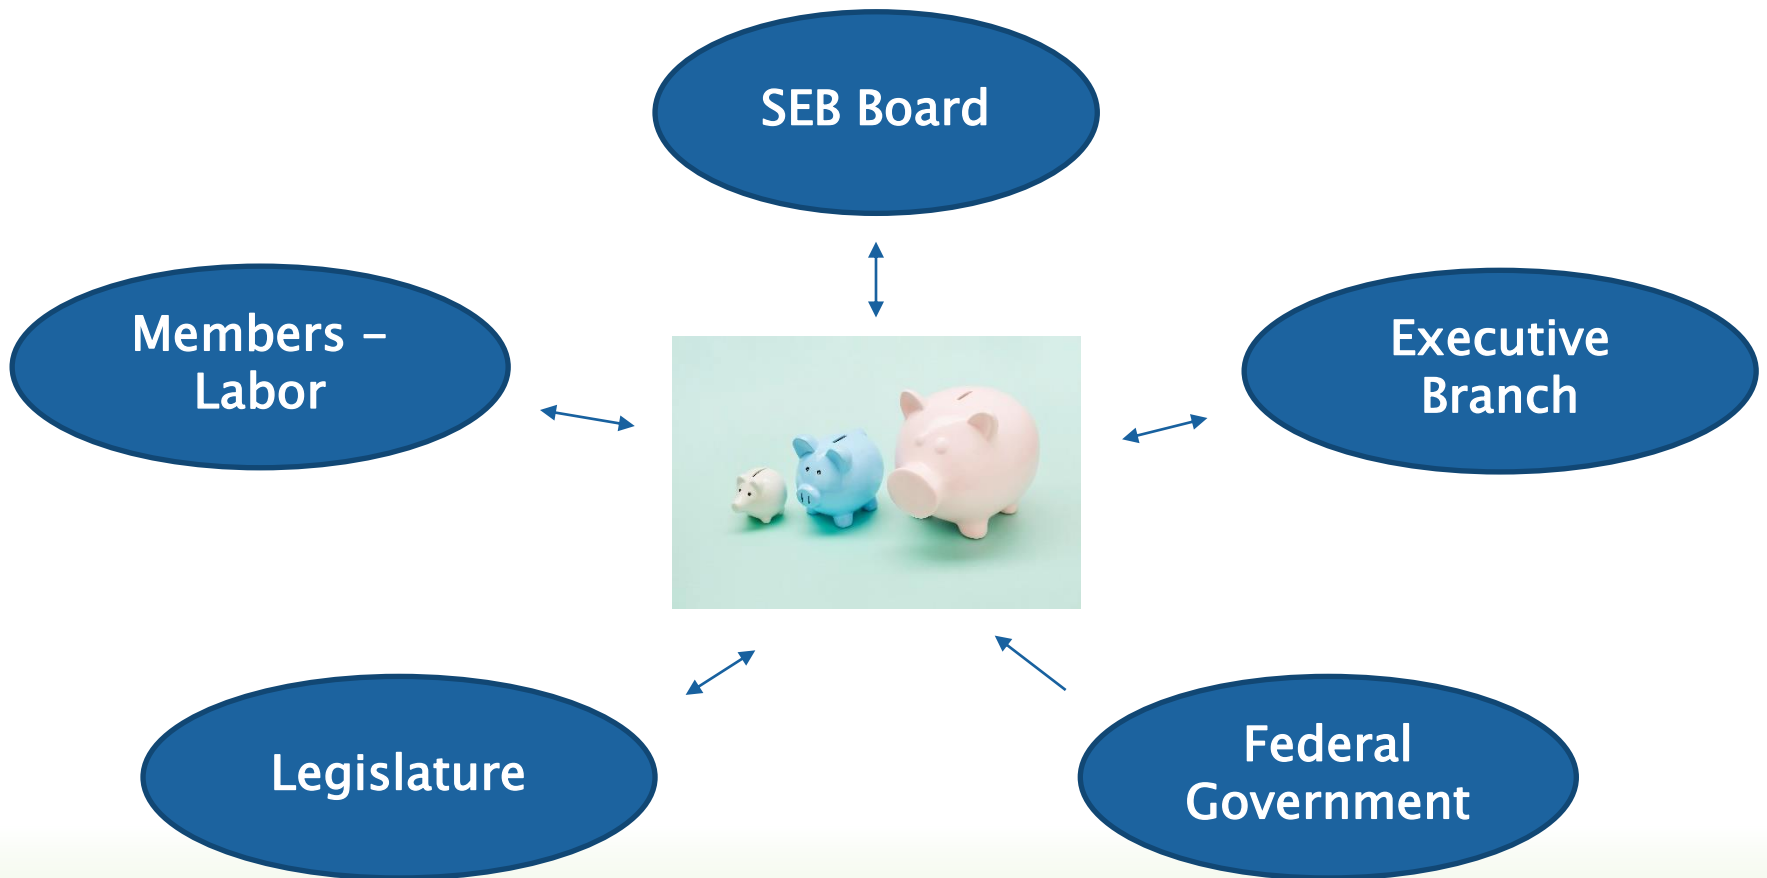 SEB Board
Members –
Labor
Executive
Branch
Legislature
Federal
Government